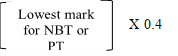 Lowest mark
for NBT or
PT
X 0.4